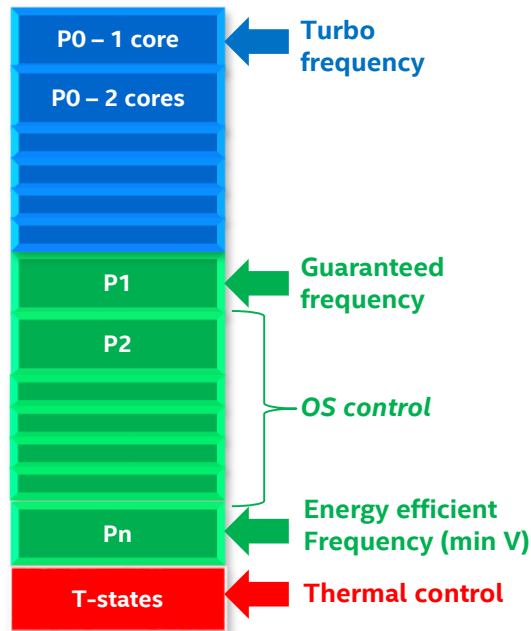 P0 – 1 core
Turbo
frequency
P0 – 2 cores
P1
Guaranteed
frequency
P2
OS control
Pn
Energy efficient
Frequency (min V)
T-states
Thermal control